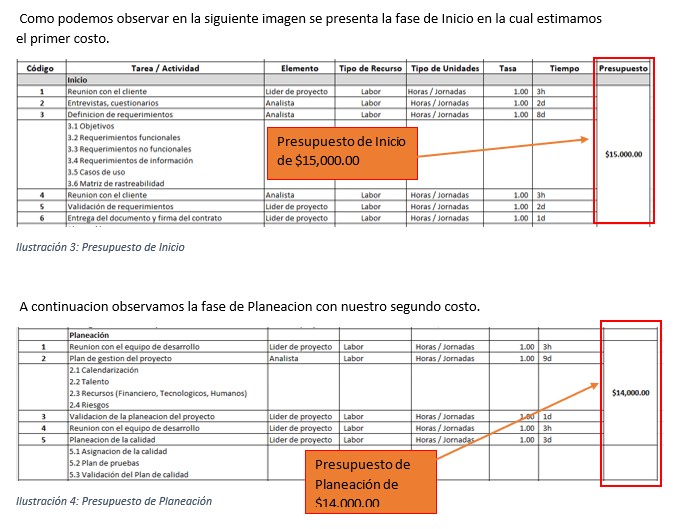 Como podemos observar en la siguiente imagen se presenta la fase de Inicio en la cual estimamos
el primer costo.
Código Tarea / Actividad Elemento Tipo de Recurso Tipo de Unidades Tasa Tiempo Presupuesto
Inicio
1 Reunion con el cliente Lider de proyecto Labor Horas / Jornadas 1.00 3h
2 Entrevistas, cuestionarios Analista Labor Horas / Jornadas 1.00 2d
3 Definicion de requerimientos Analista Labor Horas / Jornadas 1.00 8d
3.1 Objetivos
3.2 Requerimientos funcionales
3.3 Requerimientos no funcionales
3.4 Requerimientos de información
3.5 Casos de uso
3.6 Matriz de rastreabilidad
Presupuesto de Inicio
de $15,000.00
$15,000.00
4 Reunion con el cliente Analista Labor Horas / Jornadas 1.00 3h
5 Validación de requerimientos Lider de proyecto Labor Horas / Jornadas 1.00 2d
6 Entrega del documento y firma del contrato Lider de proyecto Labor Horas / Jornadas 1.00 1d
Ilustración 3: Presupuesto de Inicio
A continuacion observamos la fase de Planeacion con nuestro segundo costo.
Planeación
1 Reunion con el equipo de desarrollo Lider de proyecto Labor Horas / Jornadas 1.00 3h
2 Plan de gestion del proyecto Analista Labor Horas / Jornadas 1.00 9d
2.1 Calendarización
2.2 Talento
2.3 Recursos (Financiero, Tecnologicos, Humanos)
2.4 Riesgos
$14,000.00
3 Validacion de la planeacion del proyecto Lider de proyecto Labor Horas / Jornadas 1.00 1d
4 Reunion con el equipo de desarrollo Lider de proyecto Labor Horas / Jornadas 1.00 3h
5 Planeacion de la calidad Lider de proyecto Labor Horas / Jornadas 1.00 3d
5.1 Asignacion de la calidad
5.2 Plan de pruebas
5.3 Validación del Plan de calidad
Presupuesto de
Planeación de
$14,000.00
Ilustración 4: Presupuesto de Planeación